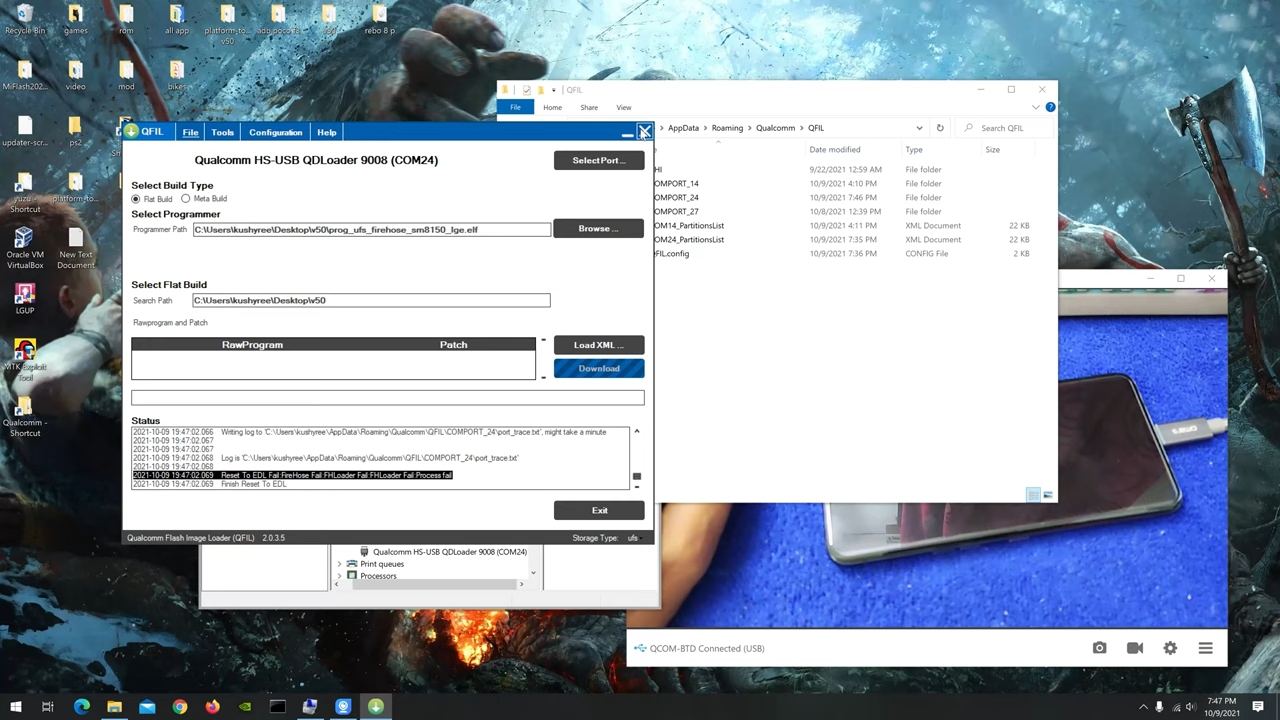 Recycle Bin
games
rom
all app
platform-to...
v50
MiFlash202...
video
mod
bikes
updater-scr...
ps2
yuzu -
Shortcut
platform_to...
Oracle VM
VirtualBox
New Text
Document
LGUP
MTK Exploit
Tool
Qualcomm -
Shortcut
QFIL
File
Tools
Configuration
Help
Qualcomm HS-USB QDLoader 9008 (COM24)
Select Port ...
Select Build Type
Flat Build
Meta Build
Select Programmer
Programmer Path
C:\Users\kushyree\Desktop\v50\prog_ufs_firehose_sm8150_lge.elf
Browse ...
Select Flat Build
Search Path
C:\Users\kushyree\Desktop\v50
Rawprogram and Patch
RawProgram
Patch
Load XML ...
Download
Status
2021-10-09 19:47:02.066 Writing log to 'C:\Users\kushyree\AppData\Roaming\Qualcomm\QFIL\COMPORT_24\port_trace.txt', might take a minute
2021-10-09 19:47:02.067
2021-10-09 19:47:02.067
2021-10-09 19:47:02.068 Log is 'C:\Users\kushyree\AppData\Roaming\Qualcomm\QFIL\COMPORT_24\port_trace.txt'
2021-10-09 19:47:02.068
2021-10-09 19:47:02.069 Reset To EDL Fail:FireHose Fail:FHLoader Fail:FHLoader Fail:Process fail
2021-10-09 19:47:02.069 Finish Reset To EDL
Exit
Qualcomm Flash Image Loader (QFIL) 2.0.3.5
Storage Type: ufs
Qualcomm HS-USB QDLoader 9008 (COM24)
Print queues
Processors
QFIL
File
Home
Share
View
AppData
Roaming
Qualcomm
QFIL
Search QFIL
Date modified
Type
Size
HI 9/22/2021 12:59 AM File folder
OMPORT_14 10/9/2021 4:10 PM File folder
OMPORT_24 10/9/2021 7:46 PM File folder
OMPORT_27 10/8/2021 12:39 PM File folder
OM14_PartitionsList 10/9/2021 4:11 PM XML Document 22 KB
OM24_PartitionsList 10/9/2021 7:35 PM XML Document 22 KB
FIL.config 10/9/2021 7:36 PM CONFIG File 2 KB
QCOM-BTD Connected (USB)
7:47 PM
10/9/2021